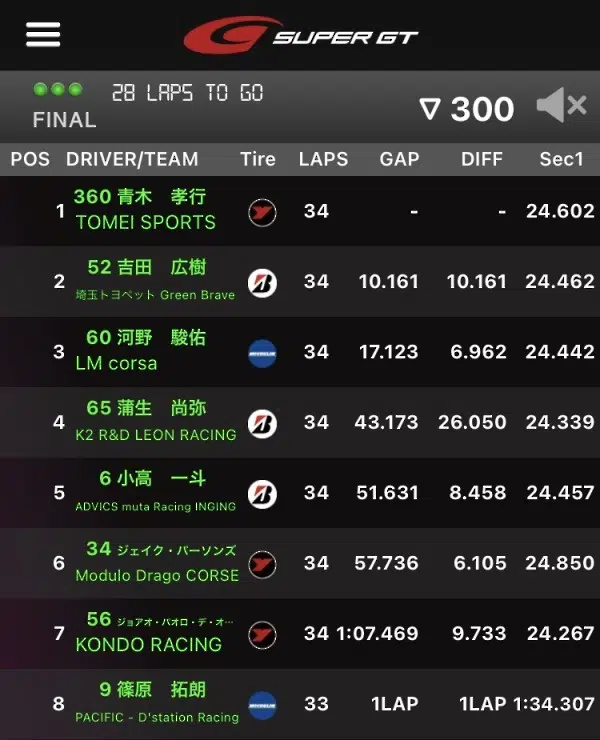 SUPER GT
28 LAPS TO GO
FINAL
▽ 300
POS DRIVER/TEAM Tire LAPS GAP DIFF Sec1
1 360 青木 孝行 34 - - 24.602
TOMEI SPORTS
2 52 吉田 広樹 34 10.161 10.161 24.462
埼玉トヨペット Green Brave
3 60 河野 駿佑 34 17.123 6.962 24.442
LM corsa
4 65 蒲生 尚弥 34 43.173 26.050 24.339
K2 R&D LEON RACING
5 6 小高 一斗 34 51.631 8.458 24.457
ADVICS muta Racing INGING
6 34 ジェイク・パーソンズ 34 57.736 6.105 24.850
Modulo Drago CORSE
7 56 ジョアオ・パオロ・デ・オ… 34 1:07.469 9.733 24.267
KONDO RACING
8 9 篠原 拓朗 33 1LAP 1LAP 1:34.307
PACIFIC - D'station Racing